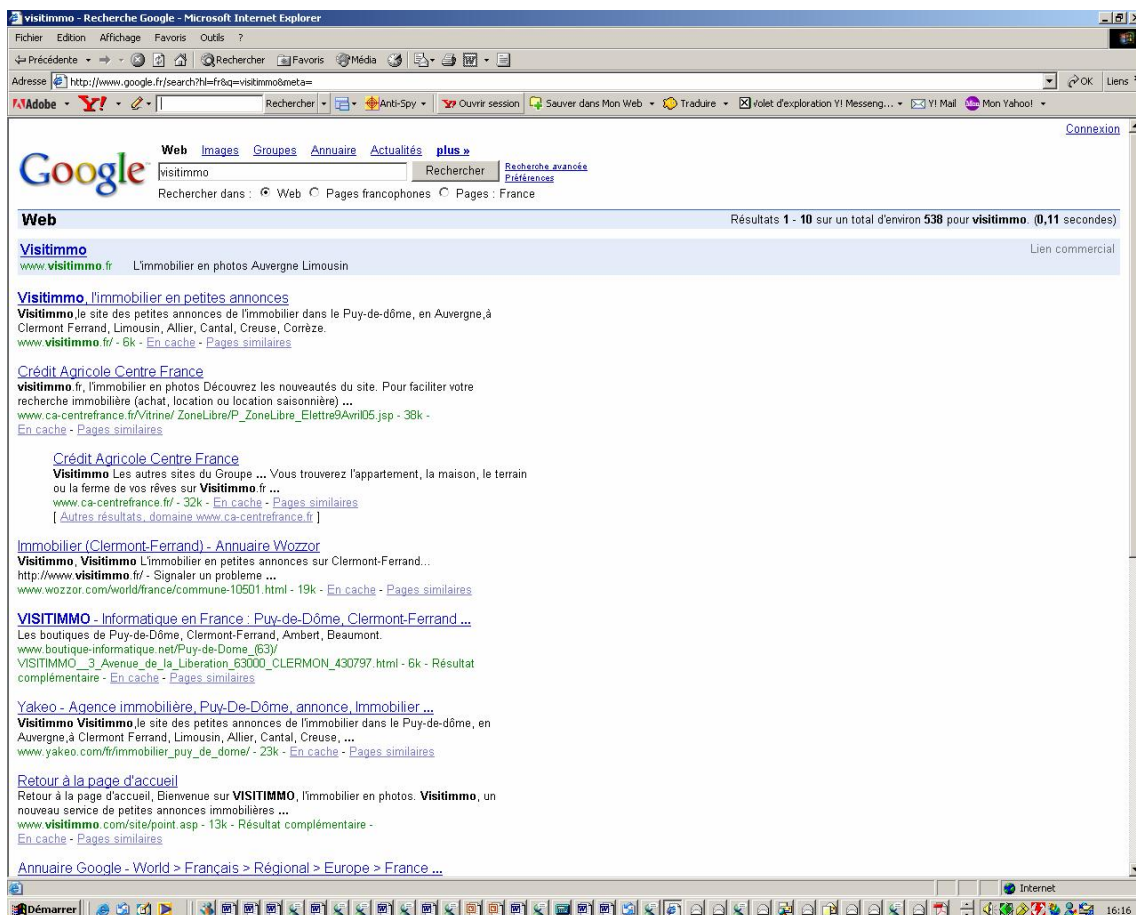 visitimmo - Recherche Google - Microsoft Internet Explorer
Fichier Edition Affichage Favoris Outils ?
Précédente Rechercher Favoris Média
Adresse http://www.google.fr/search?hl=fr&q=visitimmo&meta= OK Liens
Adobe Y! Rechercher Anti-Spy Ouvrir session Sauver dans Mon Web Traduire Volet d'exploration Y! Messeng... Y! Mail Mon Yahoo!
Connexion
Web Images Groupes Annuaire Actualités plus »
Google visitimmo Rechercher Recherche avancée
Préférences
Rechercher dans : Web Pages francophones Pages : France
Web Résultats 1 - 10 sur un total d'environ 538 pour visitimmo. (0,11 secondes)
Visitimmo Lien commercial
www.visitimmo.fr L'immobilier en photos Auvergne Limousin
Visitimmo, l'immobilier en petites annonces
Visitimmo,le site des petites annonces de l'immobilier dans le Puy-de-dôme, en Auvergne,à
Clermont Ferrand, Limousin, Allier, Cantal, Creuse, Corrèze.
www.visitimmo.fr/ - 6k - En cache - Pages similaires
Crédit Agricole Centre France
visitimmo.fr, l'immobilier en photos Découvrez les nouveautés du site. Pour faciliter votre
recherche immobilière (achat, location ou location saisonnière) ...
www.ca-centrefrance.fr/Vitrine/ ZoneLibre/P_ZoneLibre_Elettre9Avril05.jsp - 38k -
En cache - Pages similaires
Crédit Agricole Centre France
Visitimmo Les autres sites du Groupe ... Vous trouverez l'appartement, la maison, le terrain
ou la ferme de vos rêves sur Visitimmo.fr ...
www.ca-centrefrance.fr/ - 32k - En cache - Pages similaires
[ Autres résultats, domaine www.ca-centrefrance.fr ]
Immobilier (Clermont-Ferrand) - Annuaire Wozzor
Visitimmo, Visitimmo L'immobilier en petites annonces sur Clermont-Ferrand...
http://www.visitimmo.fr/ - Signaler un probleme ...
www.wozzor.com/world/france/commune-10501.html - 19k - En cache - Pages similaires
VISITIMMO - Informatique en France : Puy-de-Dôme, Clermont-Ferrand ...
Les boutiques de Puy-de-Dôme, Clermont-Ferrand, Ambert, Beaumont.
www.boutique-informatique.net/Puy-de-Dome_(63)/
VISITIMMO__3_Avenue_de_la_Liberation_63000_CLERMON_430797.html - 6k - Résultat
complémentaire - En cache - Pages similaires
Yakeo - Agence immobilière, Puy-De-Dôme, annonce, Immobilier ...
Visitimmo Visitimmo,le site des petites annonces de l'immobilier dans le Puy-de-dôme, en
Auvergne,à Clermont Ferrand, Limousin, Allier, Cantal, Creuse, ...
www.yakeo.com/fr/immobilier_puy_de_dome/ - 23k - En cache - Pages similaires
Retour à la page d'accueil
Retour à la page d'accueil, Bienvenue sur VISITIMMO, l'immobilier en photos. Visitimmo, un
nouveau service de petites annonces immobilières ...
www.visitimmo.com/site/point.asp - 13k - Résultat complémentaire -
En cache - Pages similaires
Annuaire Google - World > Français > Régional > Europe > France ...
Internet
Démarrer 16:16